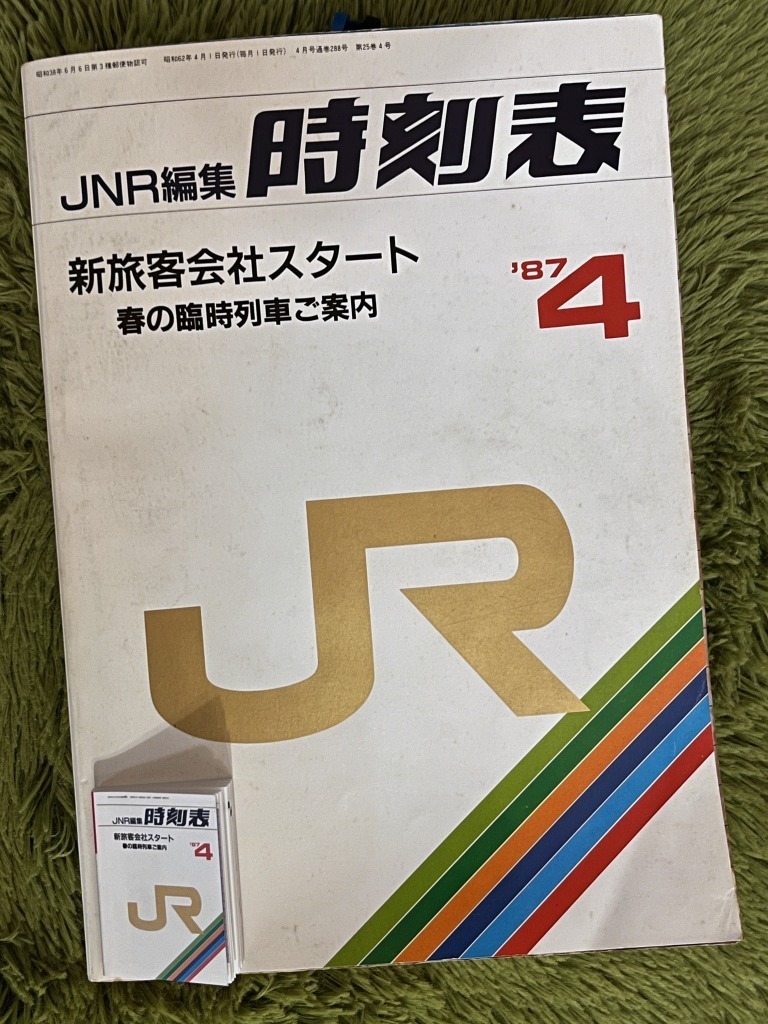 昭和38年6月6日第3種郵便物認可 昭和62年4月1日発行(毎月1日発行) 4月号通巻288号 第25巻4号
JNR編集 時刻表
新旅客会社スタート
春の臨時列車ご案内
'87 4
JR
JNR編集 時刻表
新旅客会社スタート
春の臨時列車ご案内
'87 4
JR